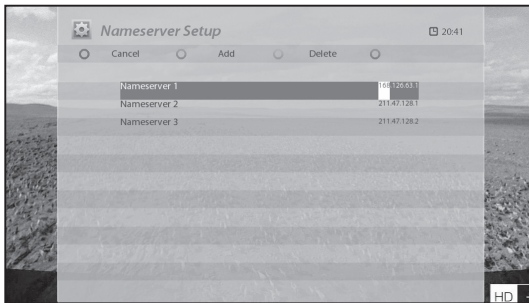 Nameserver Setup
20:41
Cancel Add Delete
Nameserver 1 168.126.63.1
Nameserver 2 211.47.128.1
Nameserver 3 211.47.128.2
HD